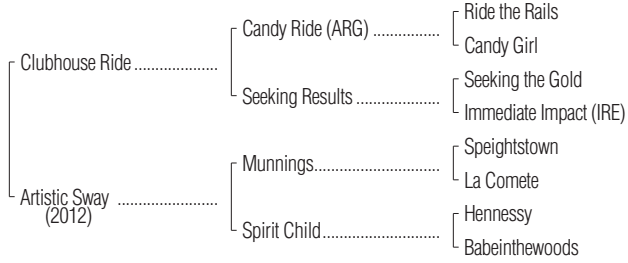 Ride the Rails
Candy Ride (ARG) ................
Candy Girl
Clubhouse Ride ....................
Seeking the Gold
Seeking Results ....................
Immediate Impact (IRE)
Speightstown
Munnings..............................
La Comete
Artistic Sway ........................
(2012)
Hennessy
Spirit Child............................
Babeinthewoods